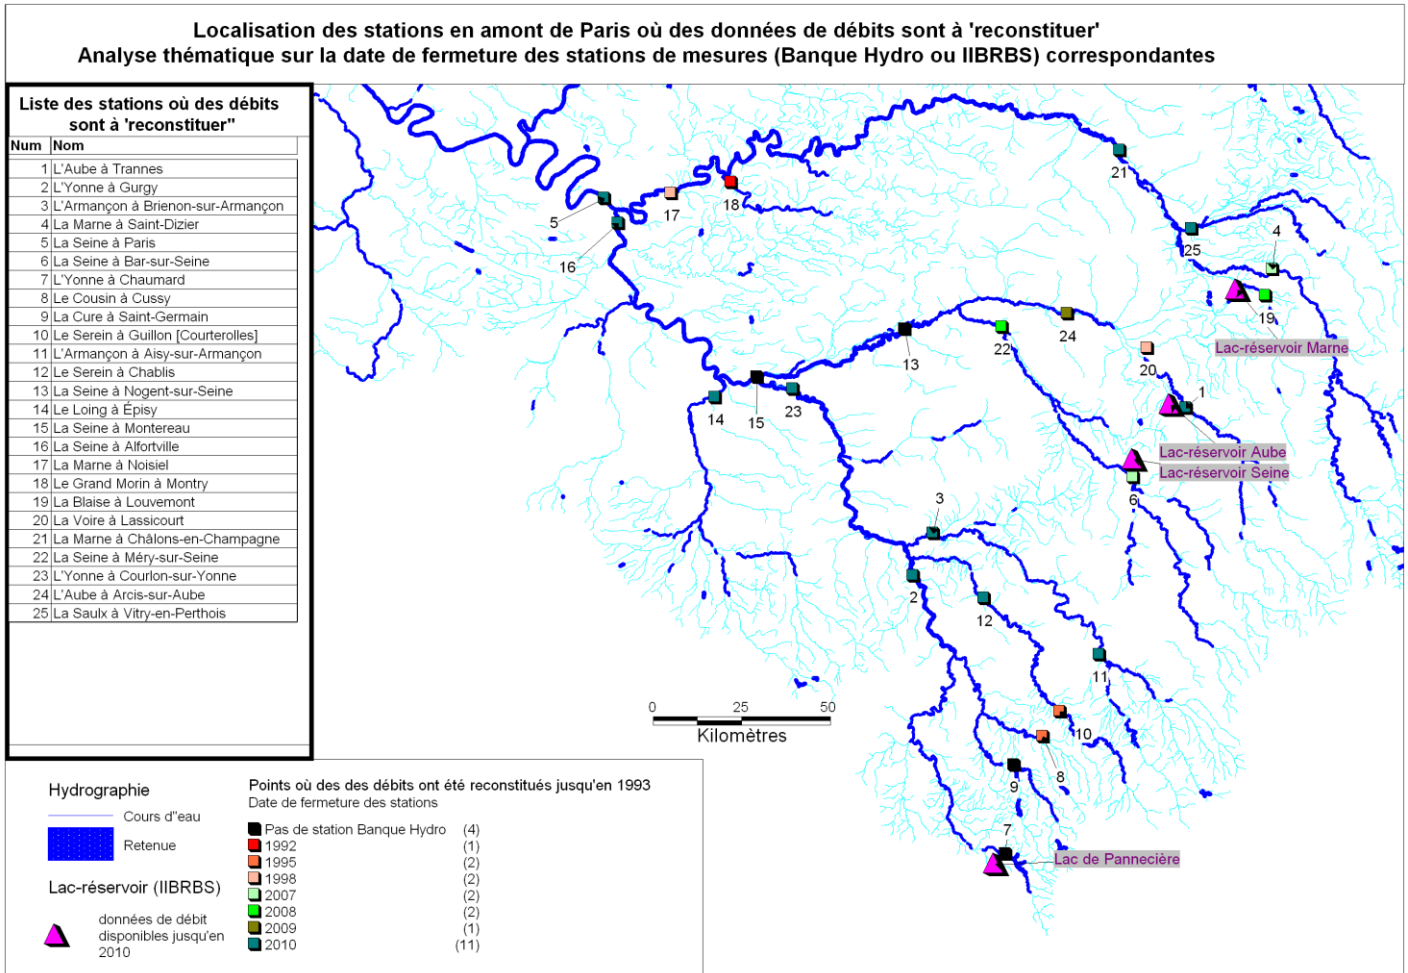 Localisation des stations en amont de Paris où des données de débits sont à 'reconstituer'
Analyse thématique sur la date de fermeture des stations de mesures (Banque Hydro ou IIBRBS) correspondantes
Liste des stations où des débits
sont à 'reconstituer"
Num Nom
1 L'Aube à Trannes
2 L'Yonne à Gurgy
3 L'Armançon à Brienon-sur-Armançon
4 La Marne à Saint-Dizier
5 La Seine à Paris
6 La Seine à Bar-sur-Seine
7 L'Yonne à Chaumard
8 Le Cousin à Cussy
9 La Cure à Saint-Germain
10 Le Serein à Guillon [Courterolles]
11 L'Armançon à Aisy-sur-Armançon
12 Le Serein à Chablis
13 La Seine à Nogent-sur-Seine
14 Le Loing à Épisy
15 La Seine à Montereau
16 La Seine à Alfortville
17 La Marne à Noisiel
18 Le Grand Morin à Montry
19 La Blaise à Louvemont
20 La Voire à Lassicourt
21 La Marne à Châlons-en-Champagne
22 La Seine à Méry-sur-Seine
23 L'Yonne à Courlon-sur-Yonne
24 L'Aube à Arcis-sur-Aube
25 La Saulx à Vitry-en-Perthois
21
5
17
18
16
25
4
19
Lac-réservoir Marne
24
22
13
20
1
14
15
23
Lac-réservoir Aube
Lac-réservoir Seine
6
3
2
12
11
10
8
9
7
Lac de Pannecière
0 25 50
Kilomètres
Hydrographie
Cours d"eau
Retenue
Lac-réservoir (IIBRBS)
données de débit
disponibles jusqu'en
2010
Points où des des débits ont été reconstitués jusqu'en 1993
Date de fermeture des stations
Pas de station Banque Hydro (4)
1992 (1)
1995 (2)
1998 (2)
2007 (2)
2008 (2)
2009 (1)
2010 (11)